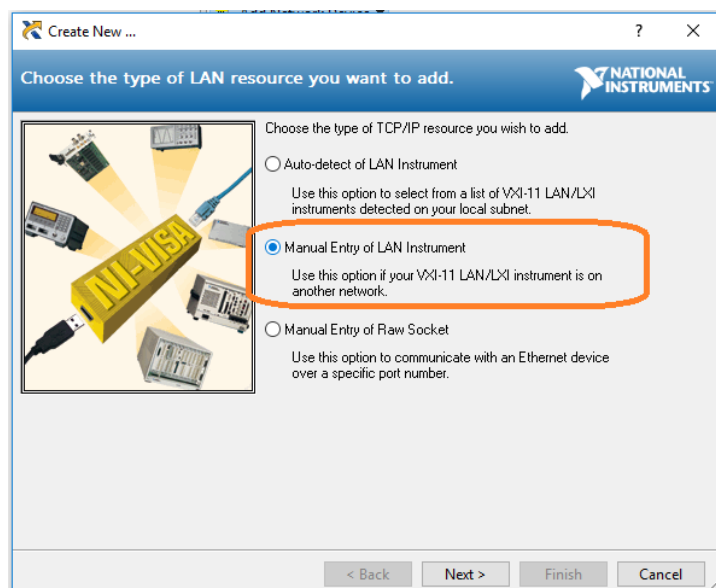 Add Network Device
Create New ...
?
Choose the type of LAN resource you want to add.
NATIONAL
INSTRUMENTS
Choose the type of TCP/IP resource you wish to add.
Auto-detect of LAN Instrument
Use this option to select from a list of VXI-11 LAN/LXI
instruments detected on your local subnet.
Manual Entry of LAN Instrument
Use this option if your VXI-11 LAN/LXI instrument is on
another network.
Manual Entry of Raw Socket
Use this option to communicate with an Ethernet device
over a specific port number.
NI-VISA
< Back
Next >
Finish
Cancel